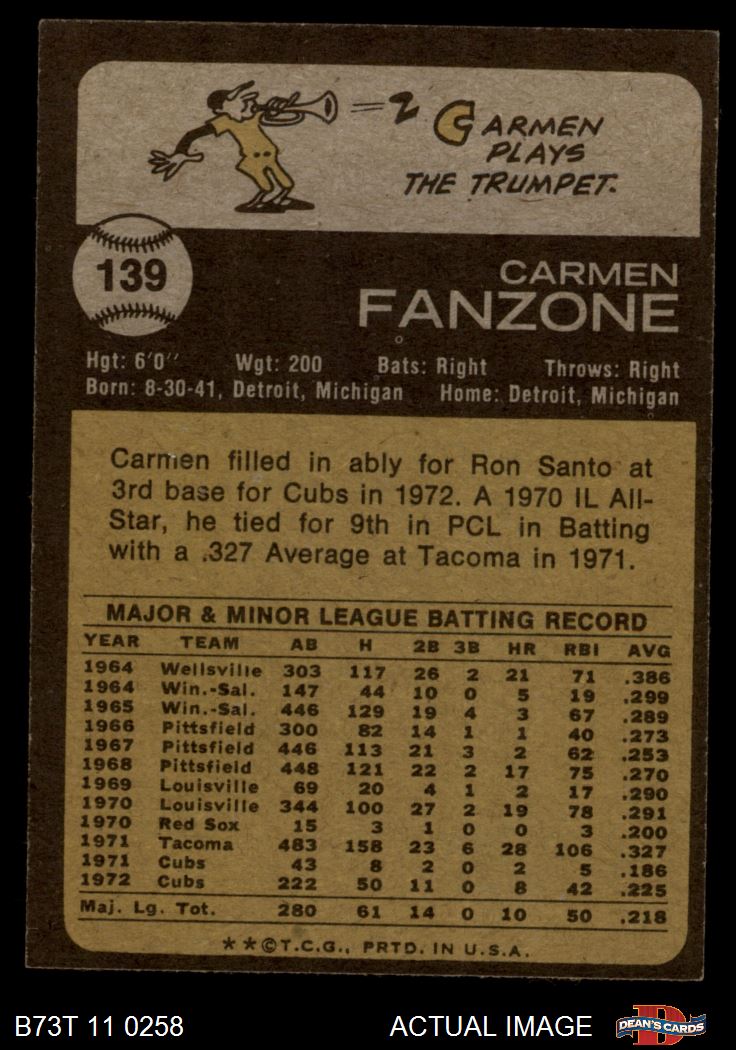 CARMEN
PLAYS
THE TRUMPET.
139
CARMEN
FANZONE
Hgt: 6'0" Wgt: 200 Bats: Right Throws: Right
Born: 8-30-41, Detroit, Michigan Home: Detroit, Michigan
Carmen filled in ably for Ron Santo at
3rd base for Cubs in 1972. A 1970 IL All-
Star, he tied for 9th in PCL in Batting
with a .327 Average at Tacoma in 1971.
MAJOR & MINOR LEAGUE BATTING RECORD
YEAR TEAM AB H 2B 3B HR RBI AVG
1964 Wellsville 303 117 26 2 21 71 .386
1964 Win.-Sal. 147 44 10 0 5 19 .299
1965 Win.-Sal. 446 129 19 4 3 67 .289
1966 Pittsfield 300 82 14 1 1 40 .273
1967 Pittsfield 446 113 21 3 2 62 .253
1968 Pittsfield 448 121 22 2 17 75 .270
1969 Louisville 69 20 4 1 2 17 .290
1970 Louisville 344 100 27 2 19 78 .291
1970 Red Sox 15 3 1 0 0 3 .200
1971 Tacoma 483 158 23 6 28 106 .327
1971 Cubs 43 8 2 0 2 5 .186
1972 Cubs 222 50 11 0 8 42 .225
Maj. Lg. Tot. 280 61 14 0 10 50 .218
**©T.C.G., PRTD. IN U.S.A.
B73T 11 0258 ACTUAL IMAGE
DEAN'S CARDS